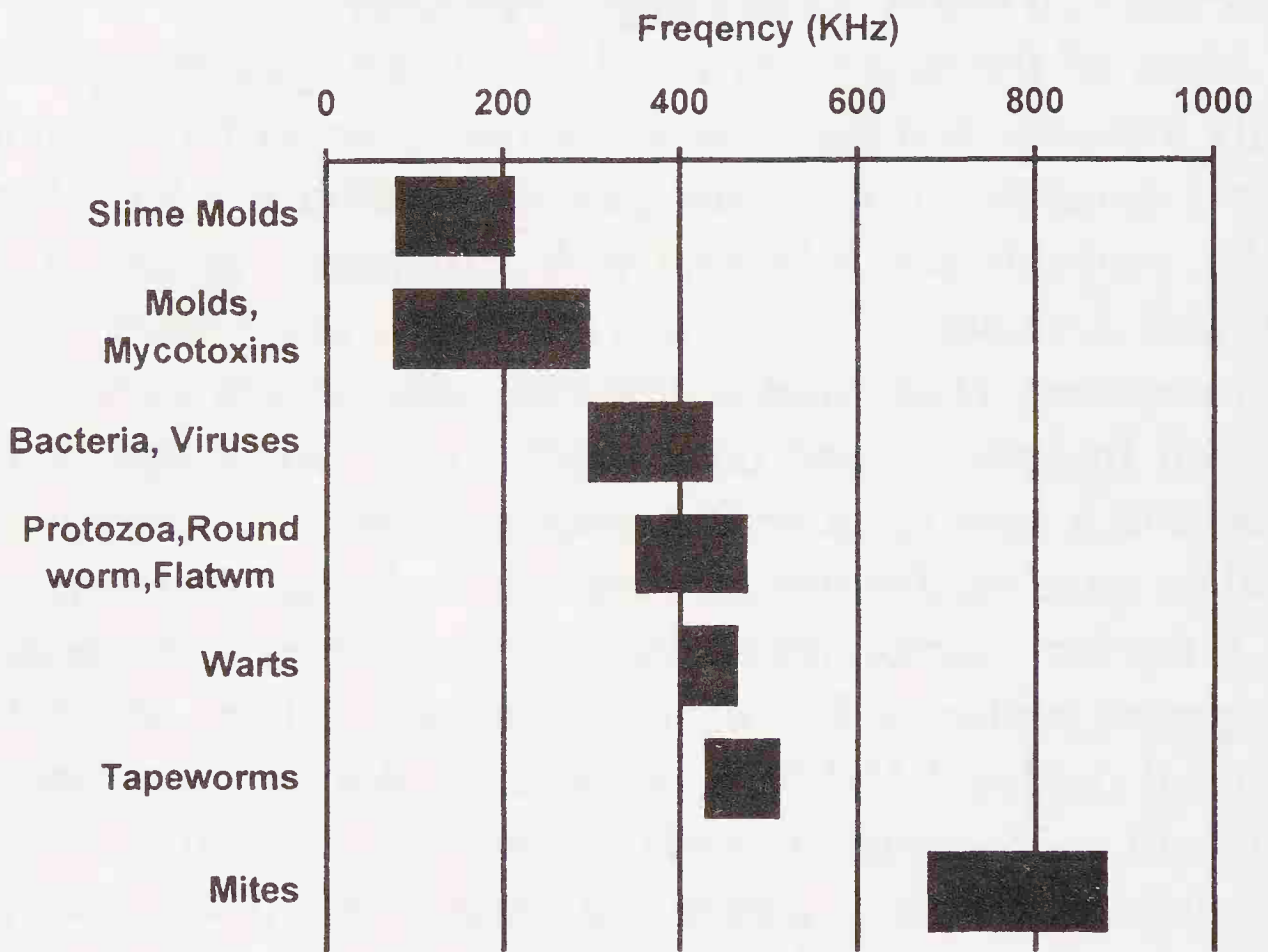 Freqency (KHz)
0 200 400 600 800 1000
Slime Molds
Molds,
Mycotoxins
Bacteria, Viruses
Protozoa,Round
worm,Flatwm
Warts
Tapeworms
Mites